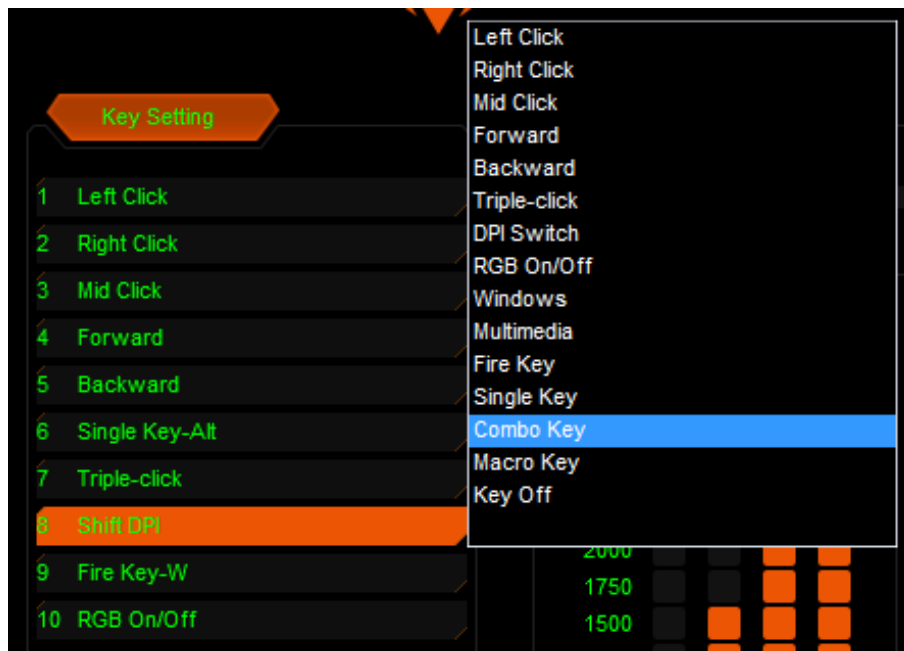 Key Setting
1 Left Click
2 Right Click
3 Mid Click
4 Forward
5 Backward
6 Single Key-Alt
7 Triple-click
8 Shift DPI
9 Fire Key-W
10 RGB On/Off
Left Click
Right Click
Mid Click
Forward
Backward
Triple-click
DPI Switch
RGB On/Off
Windows
Multimedia
Fire Key
Single Key
Combo Key
Macro Key
Key Off
2000
1750
1500